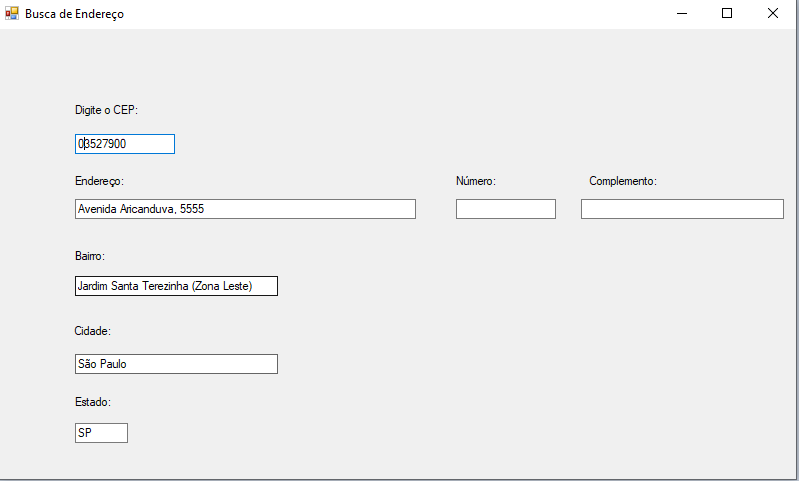 Busca de Endereço
Digite o CEP:
03527900
Endereço: Número: Complemento:
Avenida Aricanduva, 5555
Bairro:
Jardim Santa Terezinha (Zona Leste)
Cidade:
São Paulo
Estado:
SP